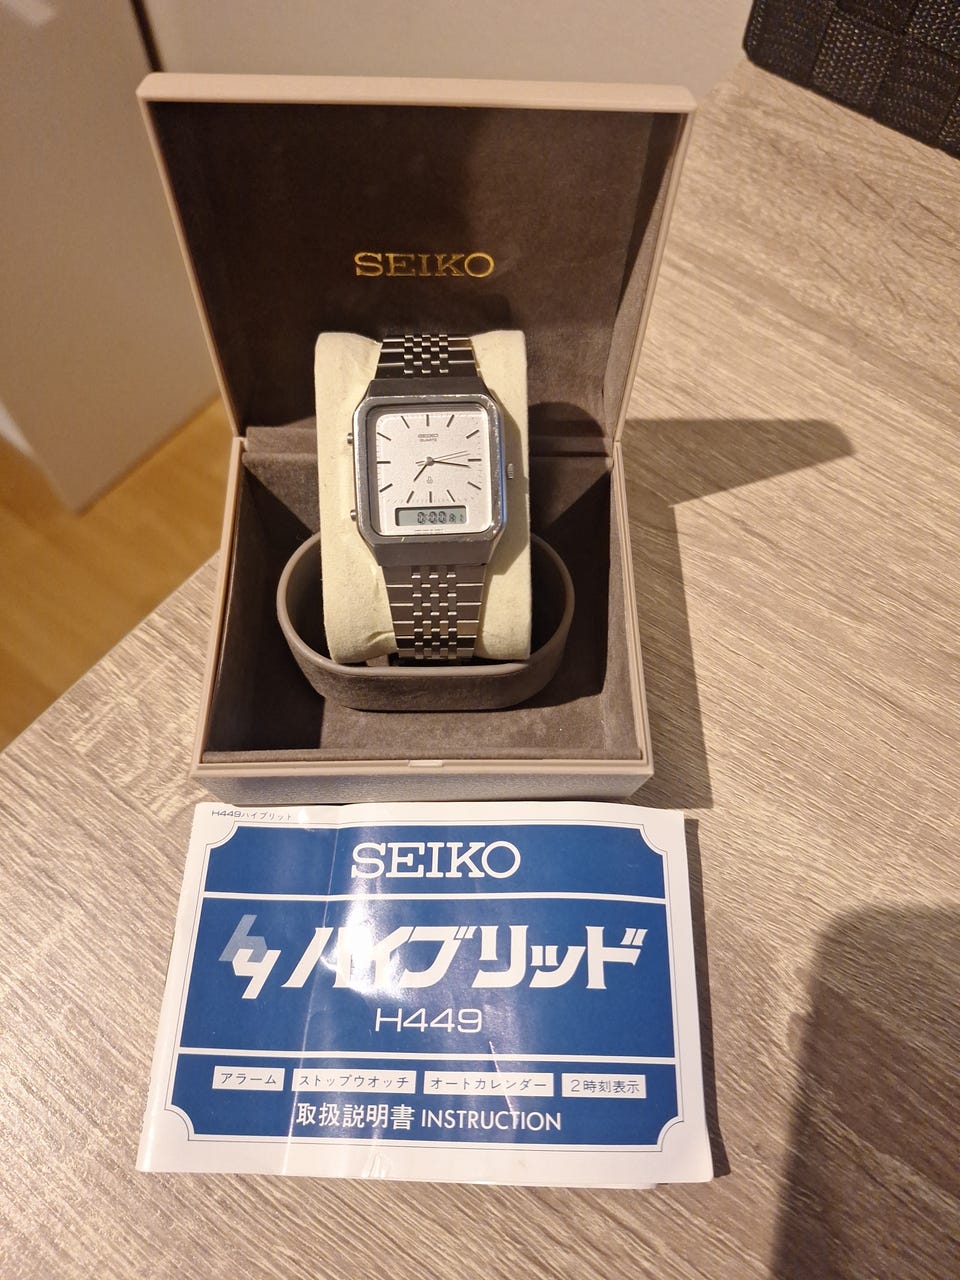 SEIKO
SEIKO
QUARTZ
H449ハイブリット
SEIKO
hy ハイブリッド
H449
アラーム ストップウオッチ オートカレンダー 2時刻表示
取扱説明書 INSTRUCTION